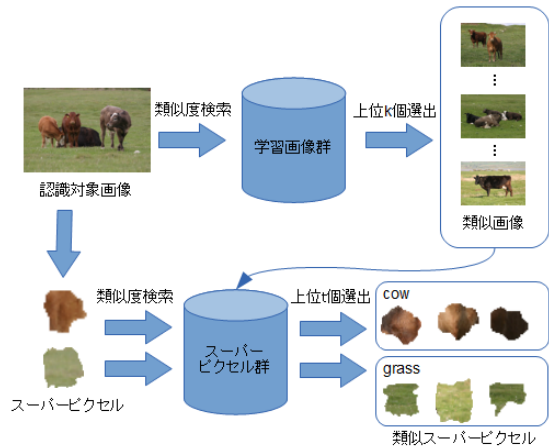 類似度検索
上位k個選出
学習画像群
認識対象画像
類似画像
類似度検索
上位t個選出
cow
スーパー
ピクセル群
grass
スーパーピクセル
類似スーパーピクセル